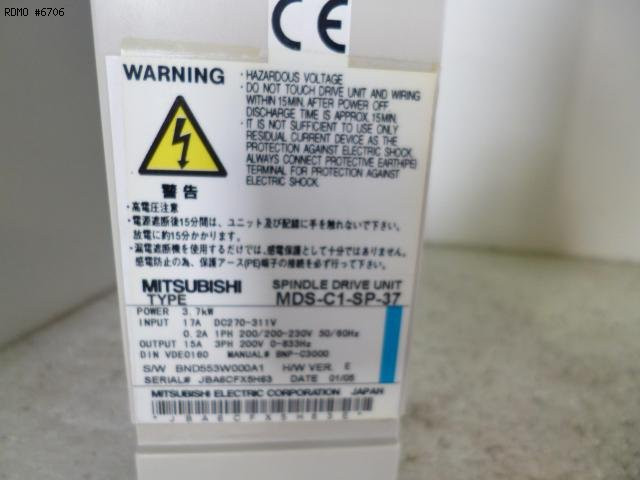 RDMO #6706
CE
WARNING
・HAZARDOUS VOLTAGE
・DO NOT TOUCH DRIVE UNIT AND WIRING
WITHIN 15MIN. AFTER POWER OFF
DISCHARGE TIME IS APPROX. 15MIN.
・IT IS NOT SUFFICIENT TO USE ONLY
RESIDUAL CURRENT DEVICE AS THE
PROTECTION AGAINST ELECTRIC SHOCK.
ALWAYS CONNECT PROTECTIVE EARTH(PE)
TERMINAL FOR PROTECTION AGAINST
ELECTRIC SHOCK.
警告
・高電圧注意
・電源遮断後15分間は、ユニット及び配線に手を触れないで下さい。
放電に約15分かかります。
・漏電遮断機を使用するだけでは、感電保護として十分ではありません。
感電防止の為、保護アース(PE)端子の接続を必ず行って下さい。
MITSUBISHI SPINDLE DRIVE UNIT
TYPE MDS-C1-SP-37
POWER 3.7kW
INPUT 17A DC270-311V
0.2A 1PH 200/200-230V 50/60Hz
OUTPUT 15A 3PH 200V 0-833Hz
DIN VDE0160 MANUAL# BNP-C3000
S/W BND553W000A1 H/W VER. E
SERIAL# JBA6CFX5H63 DATE 01/05
MITSUBISHI ELECTRIC CORPORATION JAPAN